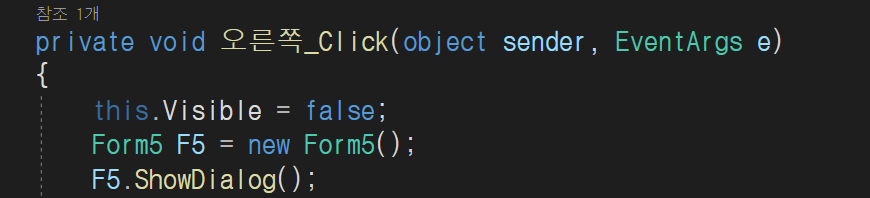 참조 1개
private void 오른쪽_Click(object sender, EventArgs e)
{
this.Visible = false;
Form5 F5 = new Form5();
F5.ShowDialog();